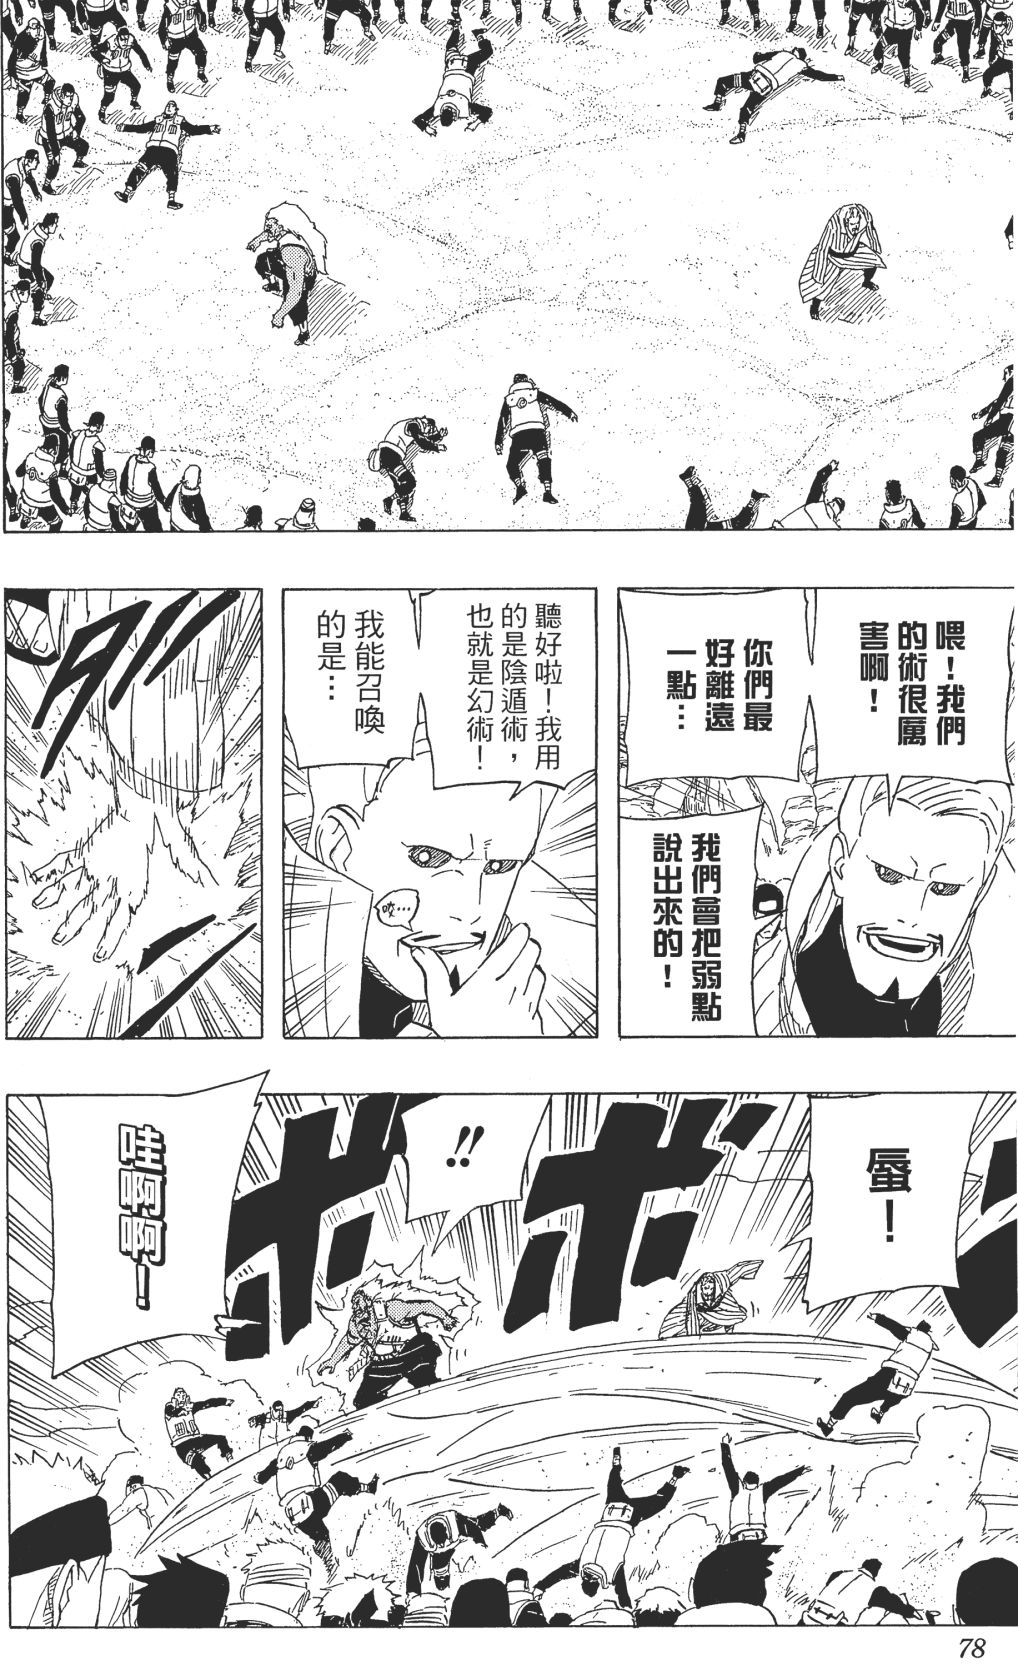 喂！我們
的術很厲
害啊！
你們最
好離遠
一點…
我們會把弱點
說出來的！
聽好啦！我用
的是陰遁術，
也就是幻術！
我能召喚
的是…
咬…
蜃！
!!
哇啊啊！
78